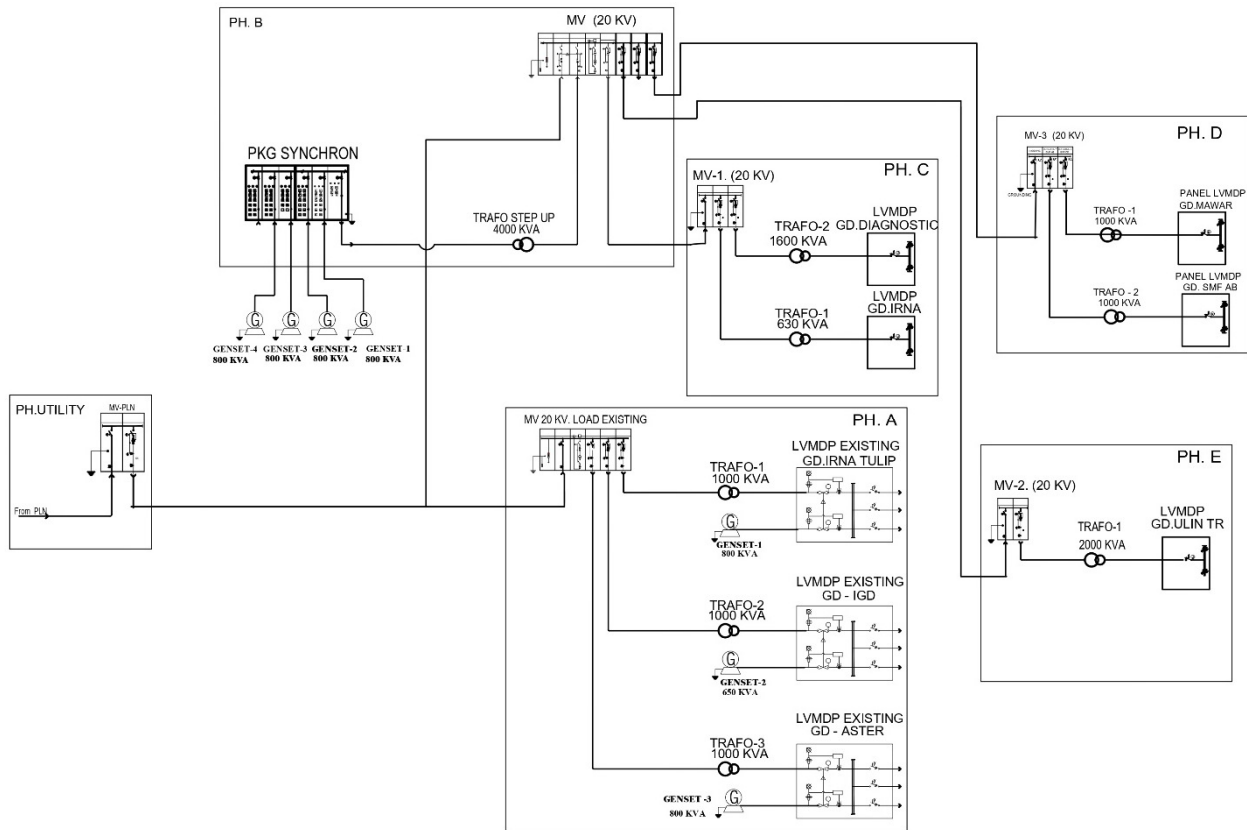 PH. B
MV (20 KV)
PKG SYNCHRON
TRAFO STEP UP
4000 KVA
G
G
G
G
GENSET-4
800 KVA
GENSET-3
800 KVA
GENSET-2
800 KVA
GENSET-1
800 KVA
PH. C
MV-1. (20 KV)
TRAFO-2
1600 KVA
LVMDP
GD.DIAGNOSTIC
TRAFO-1
630 KVA
LVMDP
GD.IRNA
PH. D
MV-3 (20 KV)
GROUNDING
TRAFO -1
1000 KVA
PANEL LVMDP
GD.MAWAR
TRAFO - 2
1000 KVA
PANEL LVMDP
GD. SMF AB
PH.UTILITY
MV-PLN
From PLN
PH. A
MV 20 KV. LOAD EXISTING
TRAFO-1
1000 KVA
LVMDP EXISTING
GD.IRNA TULIP
G
GENSET-1
800 KVA
TRAFO-2
1000 KVA
LVMDP EXISTING
GD - IGD
G
GENSET-2
650 KVA
TRAFO-3
1000 KVA
LVMDP EXISTING
GD - ASTER
G
GENSET -3
800 KVA
PH. E
MV-2. (20 KV)
TRAFO-1
2000 KVA
LVMDP
GD.ULIN TR